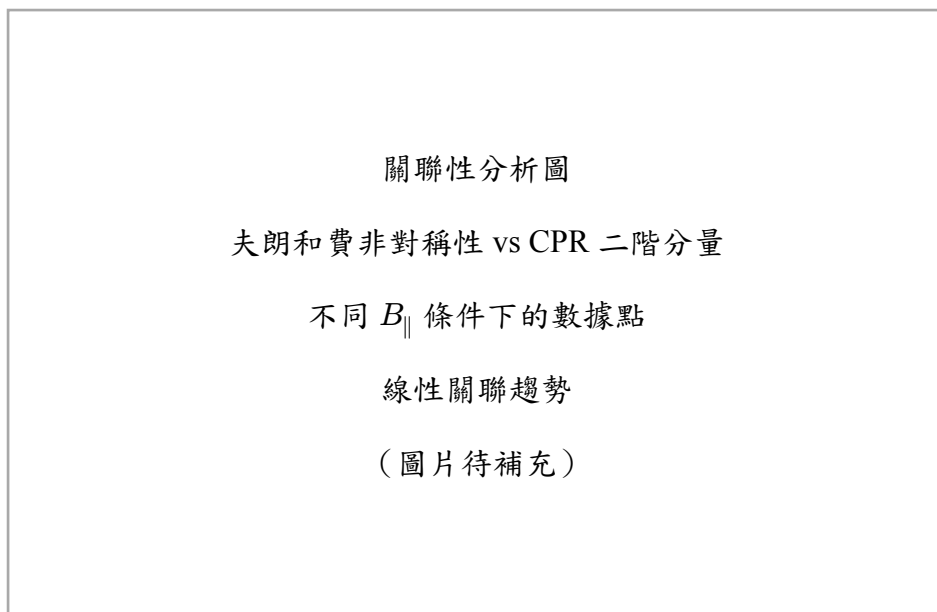 關聯性分析圖
夫朗和費非對稱性 vs CPR 二階分量
不同 B∥ 條件下的數據點
線性關聯趨勢
（圖片待補充）